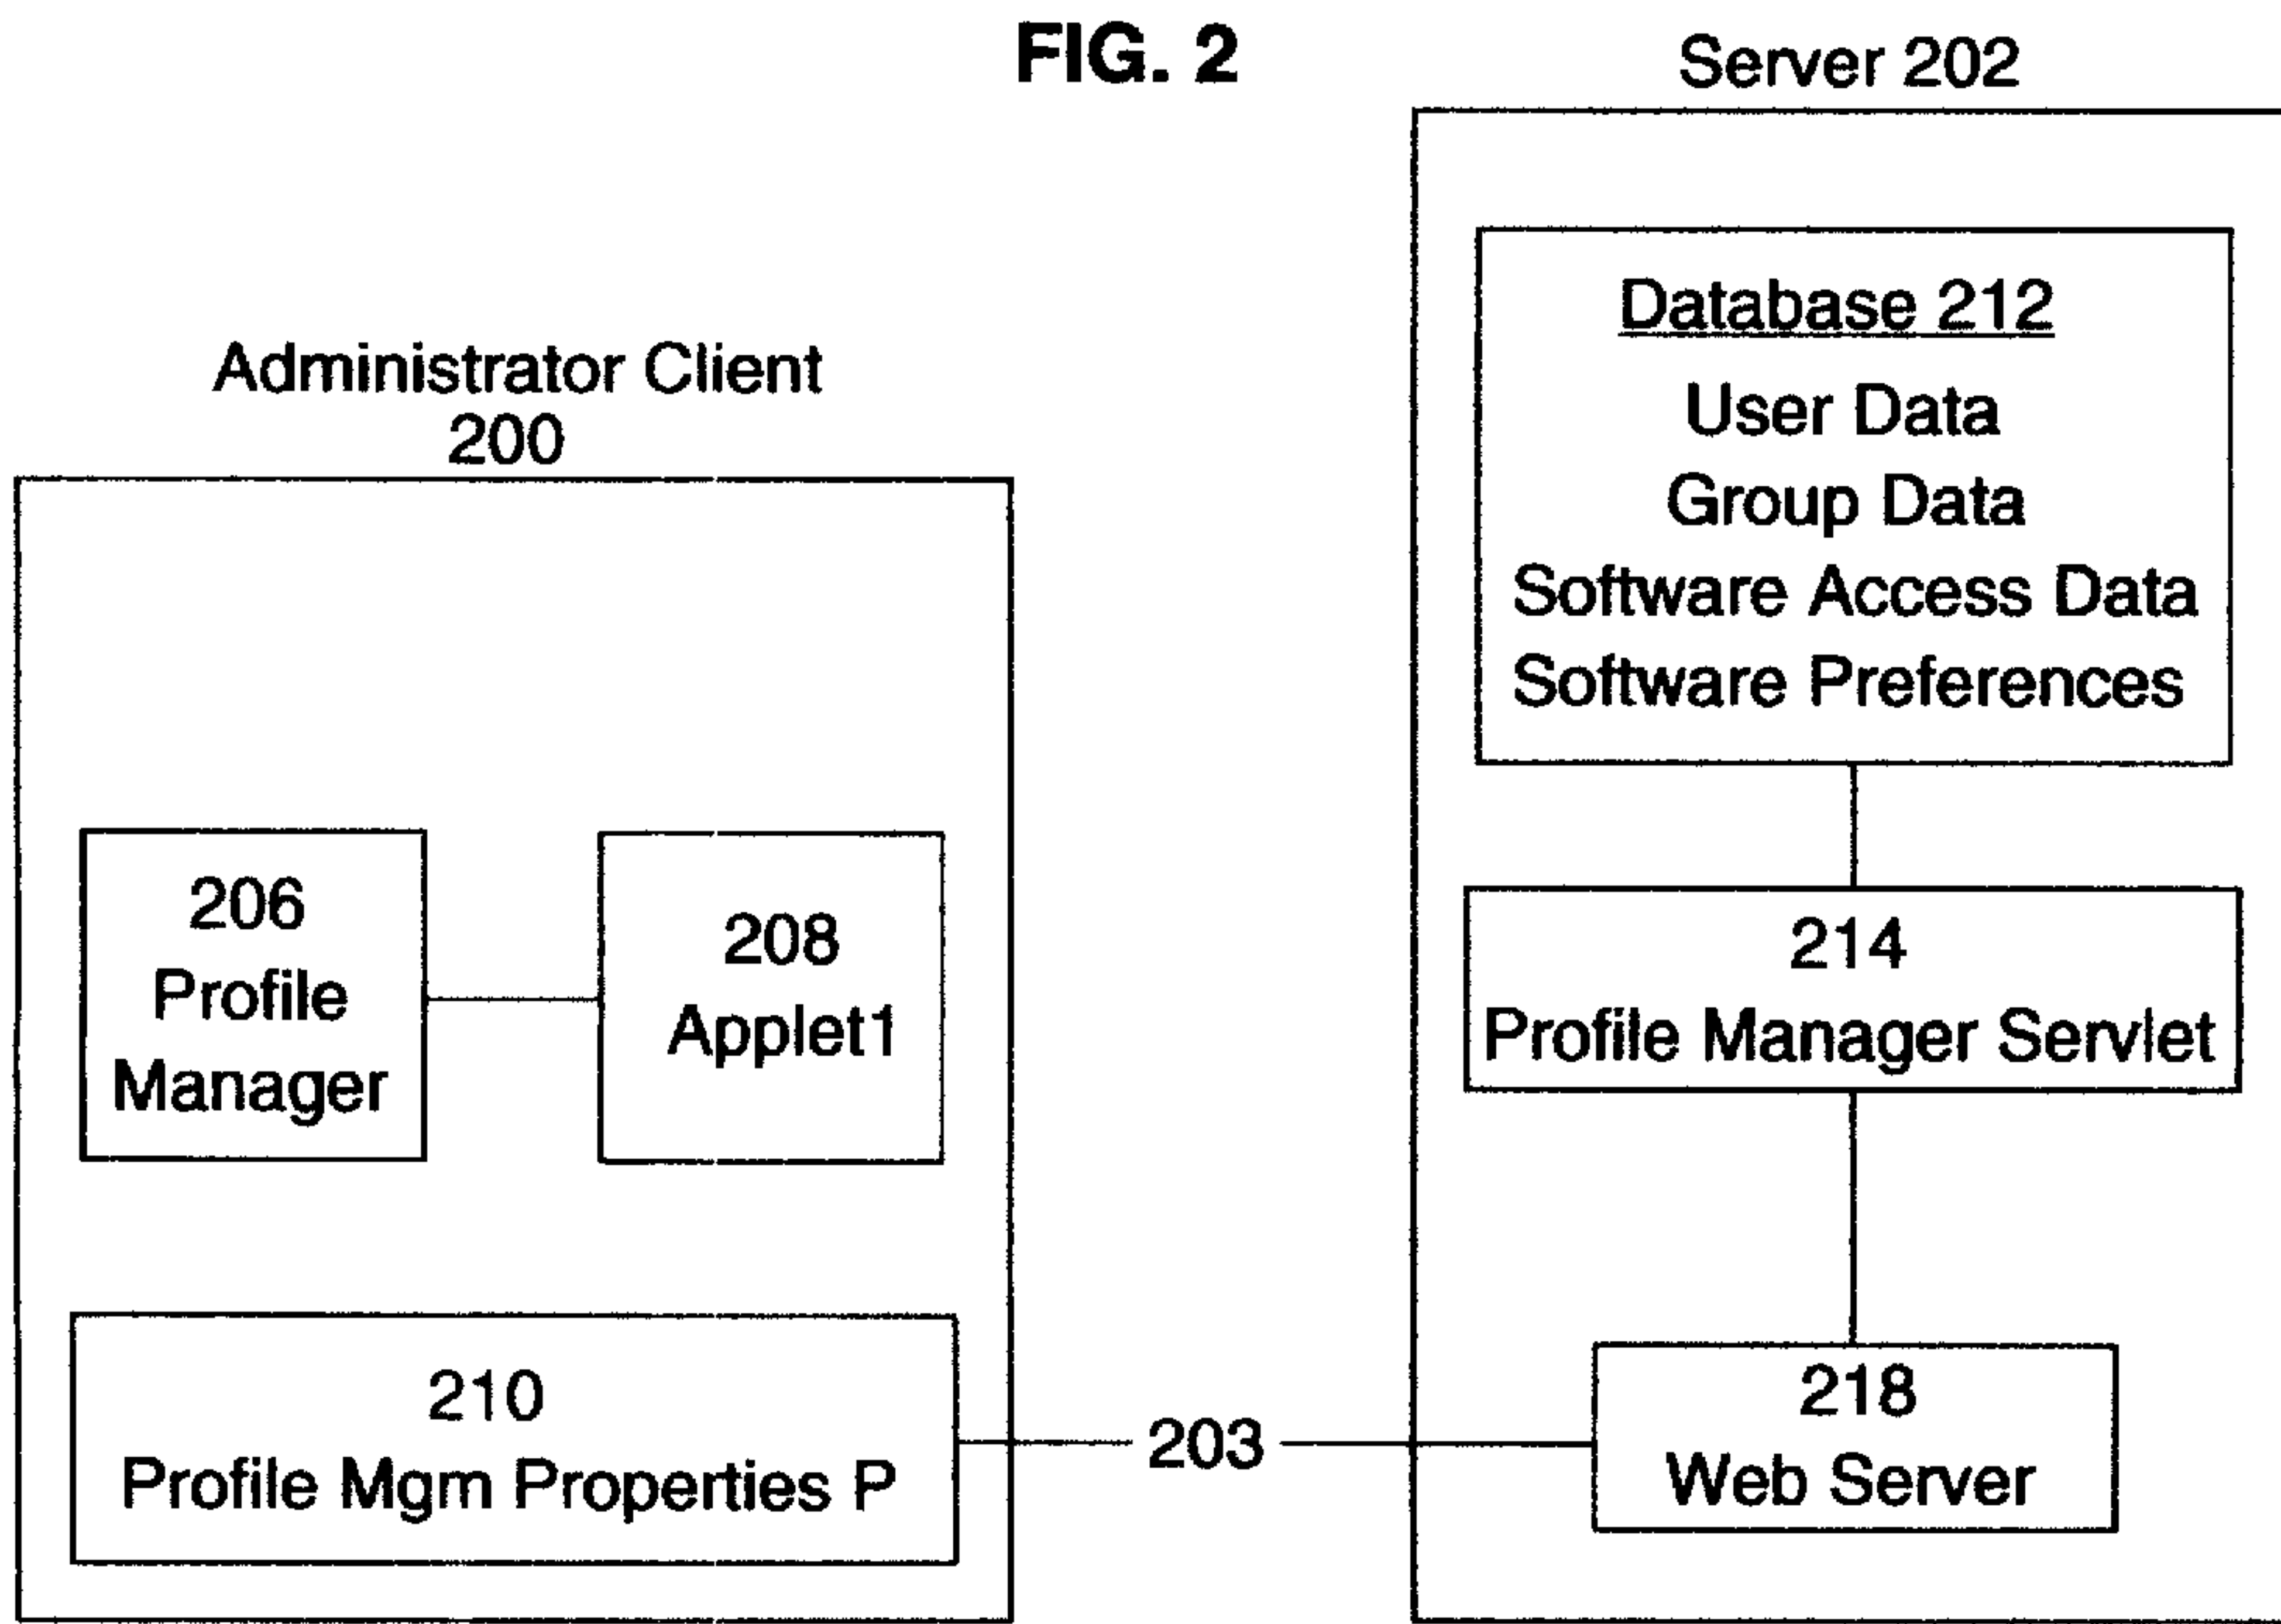 FIG. 2
Server 202
Database 212
User Data
Group Data
Software Access Data
Software Preferences
Administrator Client
200
206
Profile
Manager
208
Applet1
214
Profile Manager Servlet
210
Profile Mgm Properties P
203
218
Web Server